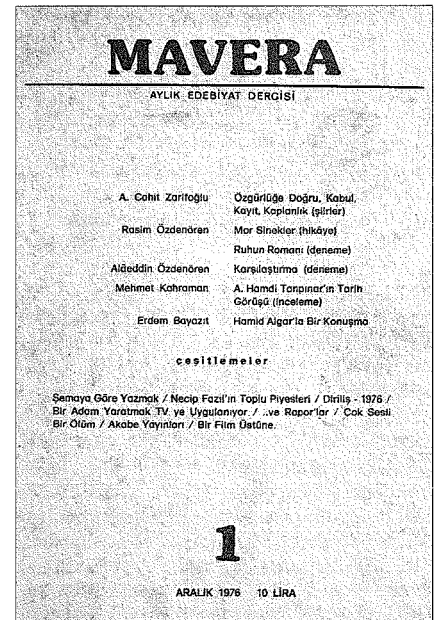 MAVERA
AYLIK EDEBİYAT DERGİSİ
A. Cahit Zarifoğlu Özgürlüğe Doğru, Kabul,
Kayıt, Kaplanlık (şiirler)
Rasim Özdenören Mor Sinekler (hikâye)
Ruhun Romanı (deneme)
Alâeddin Özdenören Karşılaştırma (deneme)
Mehmet Kahraman A. Hamdi Tanpınar'ın Tarih
Görüşü (inceleme)
Erdem Bayazıt Hamid Algar'la Bir Konuşma
çeşitlemeler
Şemaya Göre Yazmak / Necip Fazıl'ın Toplu Piyesleri / Diriliş - 1976 /
Bir Adam Yaratmak TV ye Uygulanıyor / ..ve Rapor'lar / Çok Sesli
Bir Ölüm / Akabe Yayınları / Bir Film Üstüne.
1
ARALIK 1976 10 LİRA